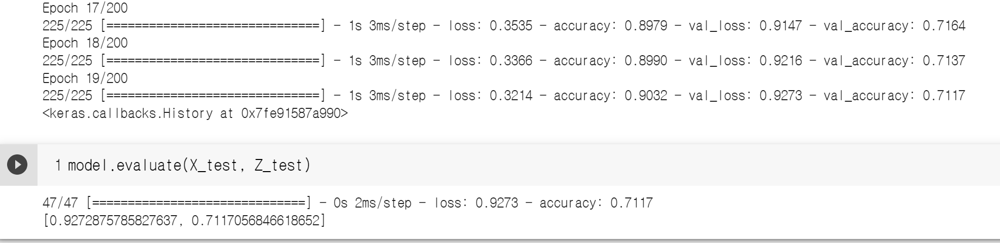 Epoch 17/200
225/225 [==============================] - 1s 3ms/step - loss: 0.3535 - accuracy: 0.8979 - val_loss: 0.9147 - val_accuracy: 0.7164
Epoch 18/200
225/225 [==============================] - 1s 3ms/step - loss: 0.3366 - accuracy: 0.8990 - val_loss: 0.9216 - val_accuracy: 0.7137
Epoch 19/200
225/225 [==============================] - 1s 3ms/step - loss: 0.3214 - accuracy: 0.9032 - val_loss: 0.9273 - val_accuracy: 0.7117
<keras.callbacks.History at 0x7fe91587a990>
1 model.evaluate(X_test, Z_test)
47/47 [==============================] - 0s 2ms/step - loss: 0.9273 - accuracy: 0.7117
[0.9272875785827637, 0.7117056846618652]